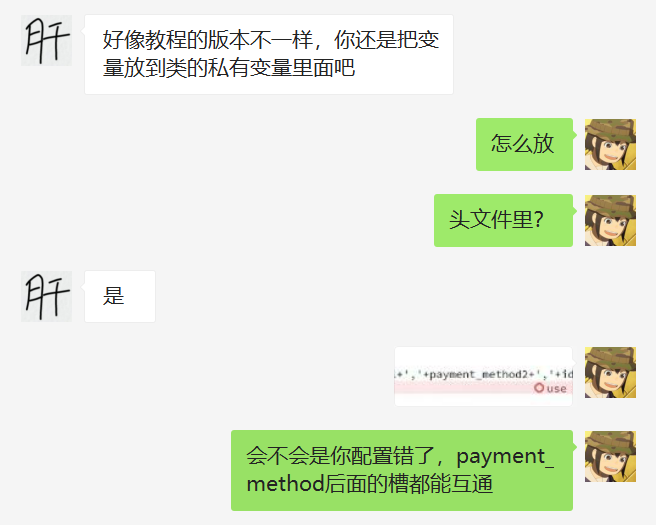 肝
好像教程的版本不一样，你还是把变
量放到类的私有变量里面吧
怎么放
头文件里？
肝
是
+','+payment_method2+','+id
use
会不会是你配置错了，payment_
method后面的槽都能互通